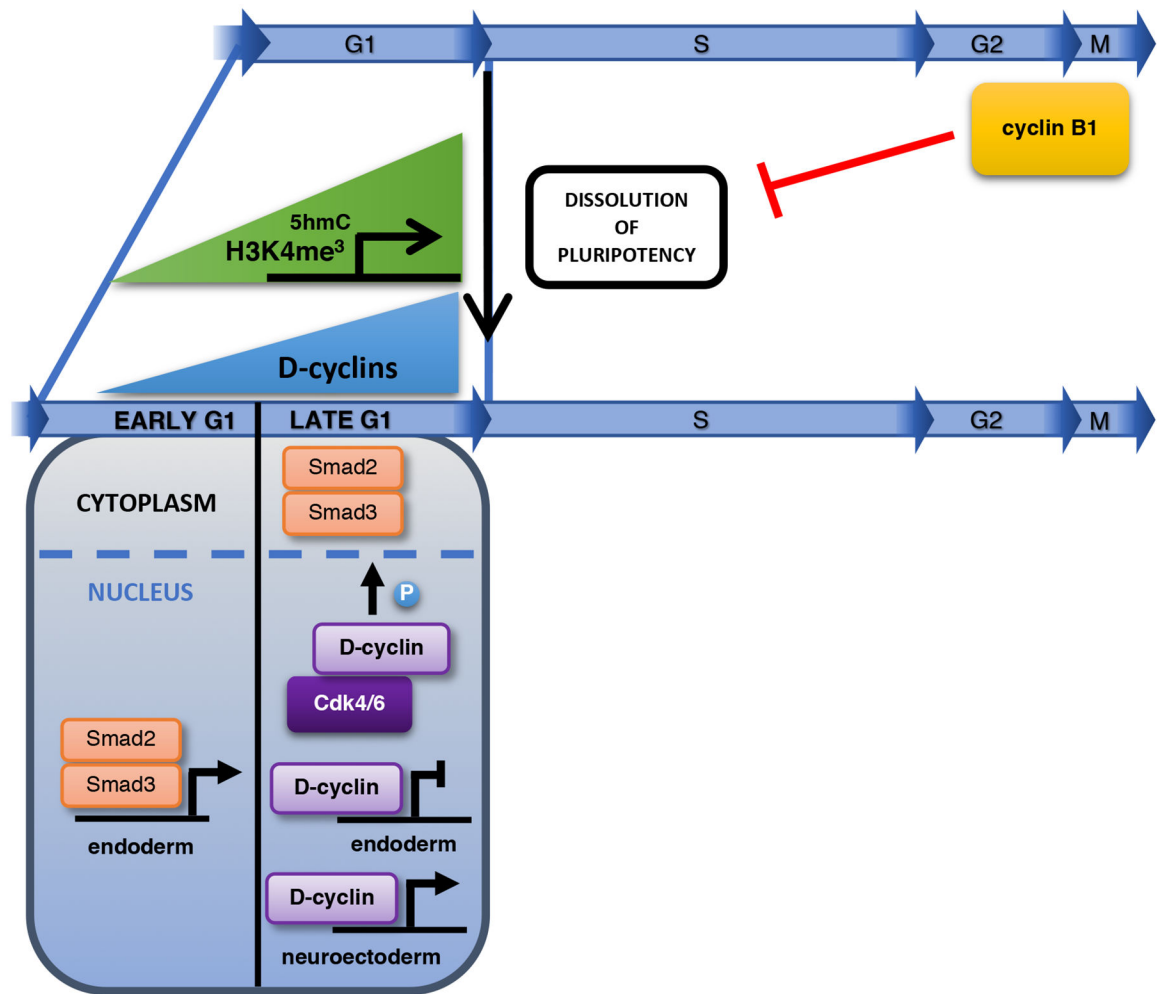 G1
S
G2
M
cyclin B1
5hmC
H3K4me³
DISSOLUTION
OF
PLURIPOTENCY
D-cyclins
EARLY G1
LATE G1
S
G2
M
CYTOPLASM
Smad2
Smad3
NUCLEUS
P
D-cyclin
Cdk4/6
Smad2
Smad3
endoderm
D-cyclin
endoderm
D-cyclin
neuroectoderm